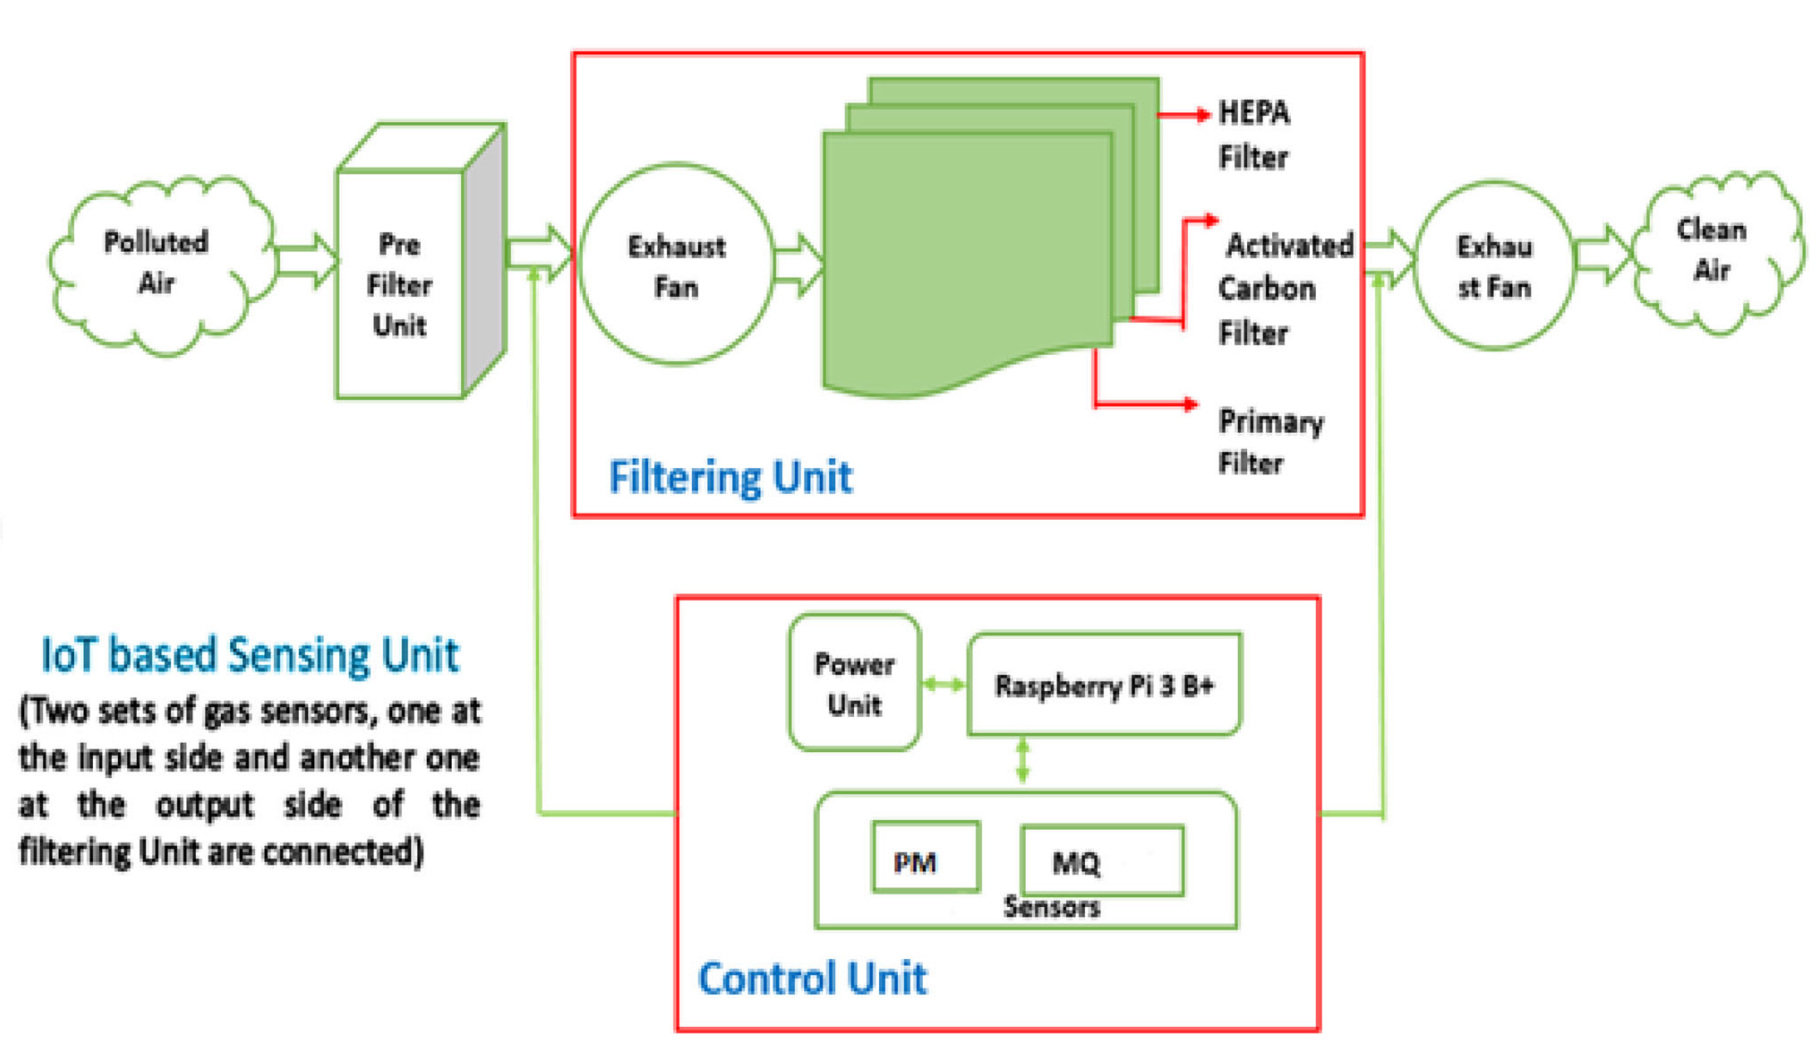 Polluted
Air
Pre
Filter
Unit
Exhaust
Fan
HEPA
Filter
Activated
Carbon
Filter
Primary
Filter
Filtering Unit
Exhau
st Fan
Clean
Air
IoT based Sensing Unit
(Two sets of gas sensors, one at
the input side and another one
at the output side of the
filtering Unit are connected)
Power
Unit
Raspberry Pi 3 B+
PM
MQ
Sensors
Control Unit